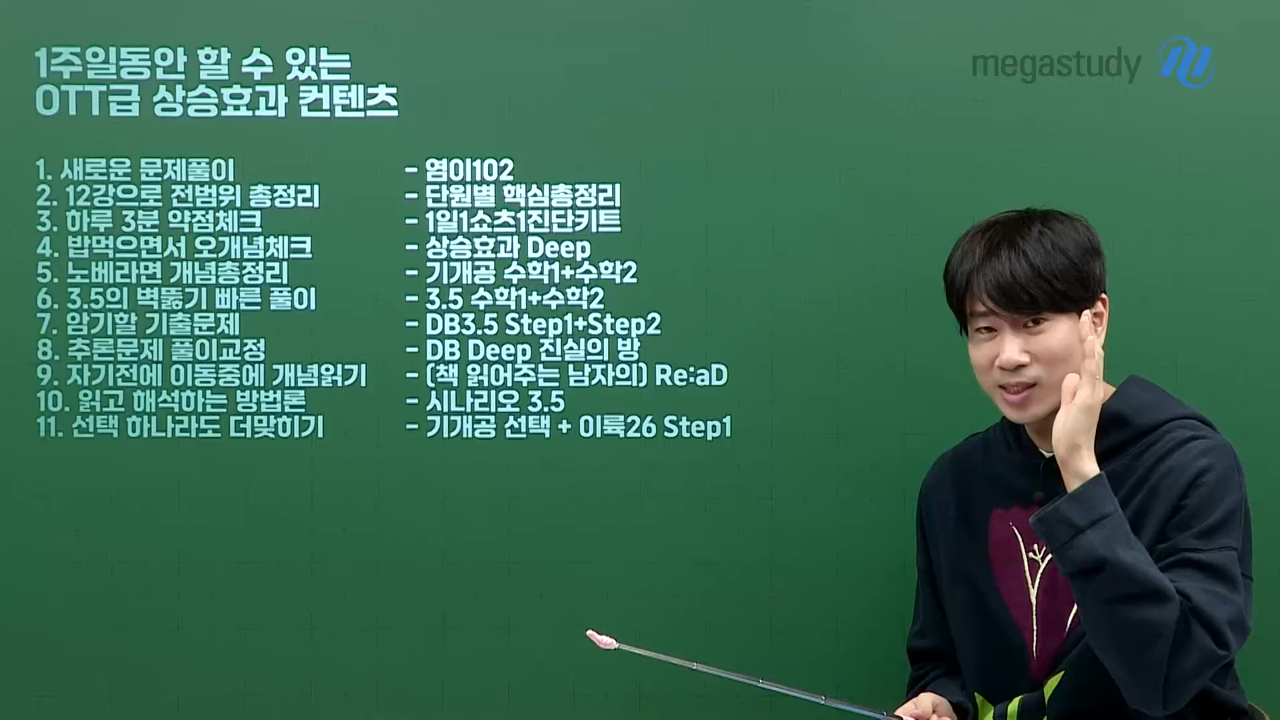 1주일동안 할 수 있는
OTT급 상승효과 컨텐츠
megastudy
1. 새로운 문제풀이 - 염이102
2. 12강으로 전범위 총정리 - 단원별 핵심총정리
3. 하루 3분 약점체크 - 1일1쇼츠1진단키트
4. 밥먹으면서 오개념체크 - 상승효과 Deep
5. 노베라면 개념총정리 - 기개공 수학1+수학2
6. 3.5의 벽뚫기 빠른 풀이 - 3.5 수학1+수학2
7. 암기할 기출문제 - DB3.5 Step1+Step2
8. 추론문제 풀이교정 - DB Deep 진실의 방
9. 자기전에 이동중에 개념읽기 - (책 읽어주는 남자의) Re:aD
10. 읽고 해석하는 방법론 - 시나리오 3.5
11. 선택 하나라도 더맞히기 - 기개공 선택 + 이륙26 Step1